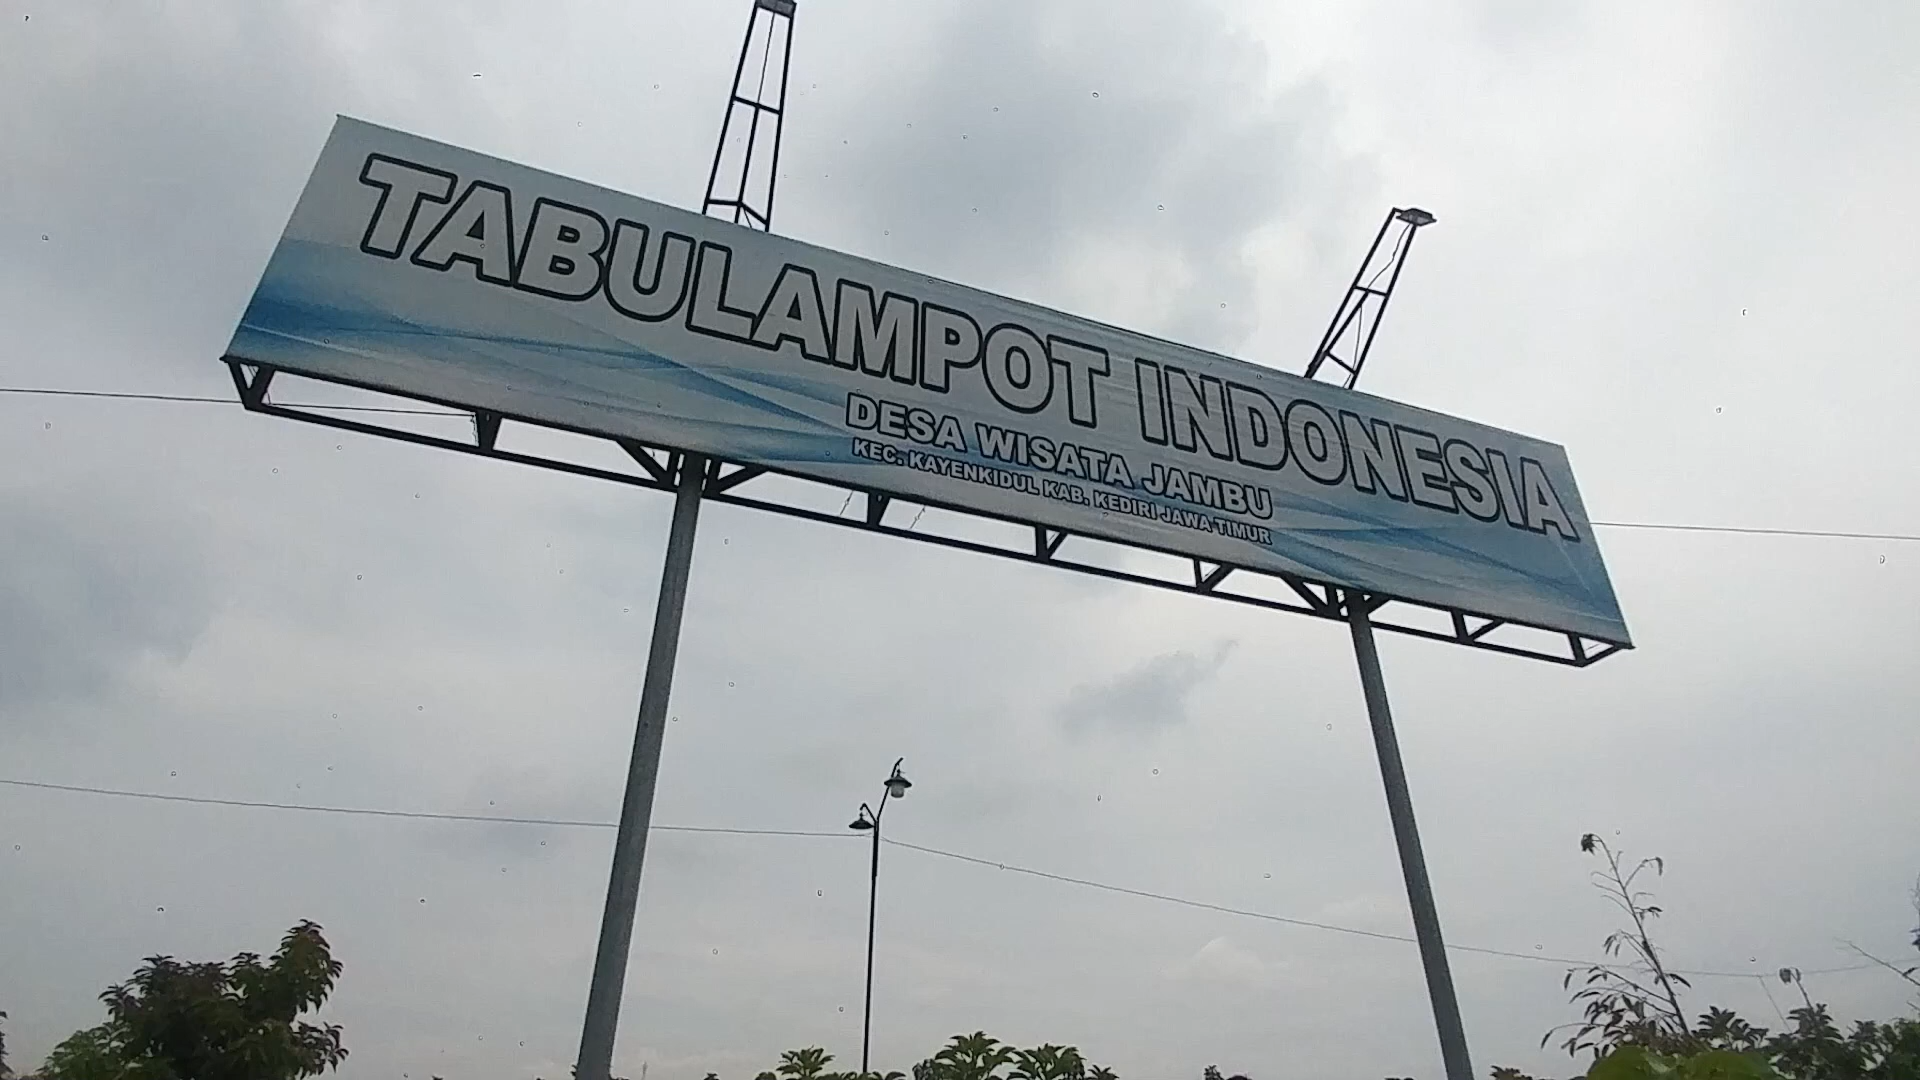 TABULAMPOT INDONESIA
DESA WISATA JAMBU
KEC. KAYENKIDUL KAB. KEDIRI JAWA TIMUR